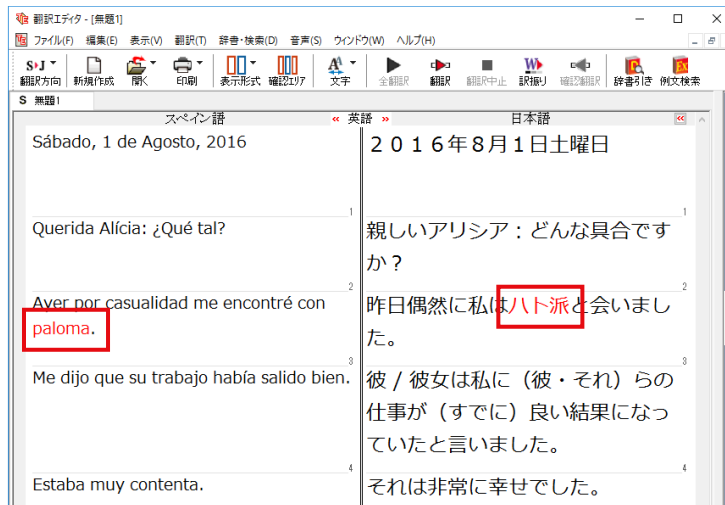 翻訳エディタ - [無題1]
ファイル(F) 編集(E) 表示(V) 翻訳(T) 辞書・検索(D) 音声(S) ウィンドウ(W) ヘルプ(H)
S▸J
翻訳方向 新規作成 開く 印刷 表示形式 確認エリア 文字 全翻訳 翻訳 翻訳中止 訳振り 確認翻訳 辞書引き 例文検索
S 無題1
スペイン語 « 英語 » 日本語 «
Sábado, 1 de Agosto, 2016
1
Querida Alícia: ¿Qué tal?
2
Ayer por casualidad me encontré con
paloma.
3
Me dijo que su trabajo había salido bien.
4
Estaba muy contenta.
2016年8月1日土曜日
1
親しいアリシア:どんな具合です
か?
2
昨日偶然に私はハト派と会いまし
た。
3
彼 / 彼女は私に(彼・それ)らの
仕事が(すでに)良い結果になっ
ていたと言いました。
4
それは非常に幸せでした。